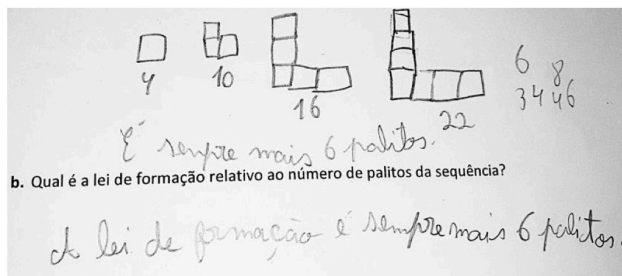 4 10 16 22
6 8
34 46
É sempre mais 6 palitos.
b. Qual é a lei de formação relativo ao número de palitos da sequência?
A lei de formação é sempre mais 6 palitos.